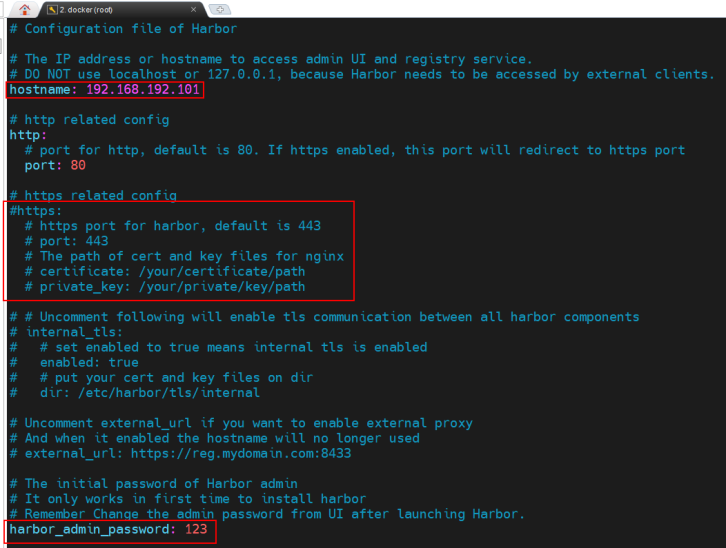 2. docker (root)
# Configuration file of Harbor
# The IP address or hostname to access admin UI and registry service.
# DO NOT use localhost or 127.0.0.1, because Harbor needs to be accessed by external clients.
hostname: 192.168.192.101
# http related config
http:
# port for http, default is 80. If https enabled, this port will redirect to https port
port: 80
# https related config
#https:
# https port for harbor, default is 443
# port: 443
# The path of cert and key files for nginx
# certificate: /your/certificate/path
# private_key: /your/private/key/path
# # Uncomment following will enable tls communication between all harbor components
# internal_tls:
#   # set enabled to true means internal tls is enabled
#   enabled: true
#   # put your cert and key files on dir
#   dir: /etc/harbor/tls/internal
# Uncomment external_url if you want to enable external proxy
# And when it enabled the hostname will no longer used
# external_url: https://reg.mydomain.com:8433
# The initial password of Harbor admin
# It only works in first time to install harbor
# Remember Change the admin password from UI after launching Harbor.
harbor_admin_password: 123